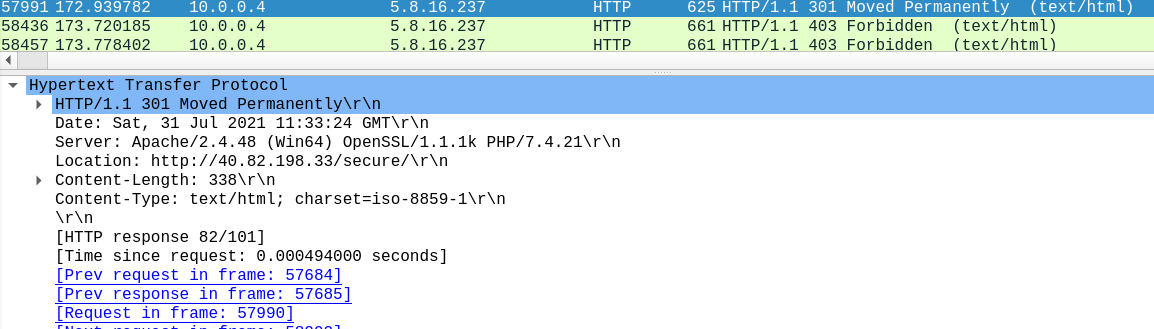 57991 172.939782 10.0.0.4 5.8.16.237 HTTP 625 HTTP/1.1 301 Moved Permanently (text/html)
58436 173.720185 10.0.0.4 5.8.16.237 HTTP 661 HTTP/1.1 403 Forbidden (text/html)
58457 173.778402 10.0.0.4 5.8.16.237 HTTP 661 HTTP/1.1 403 Forbidden (text/html)
Hypertext Transfer Protocol
HTTP/1.1 301 Moved Permanently\r\n
Date: Sat, 31 Jul 2021 11:33:24 GMT\r\n
Server: Apache/2.4.48 (Win64) OpenSSL/1.1.1k PHP/7.4.21\r\n
Location: http://40.82.198.33/secure/\r\n
Content-Length: 338\r\n
Content-Type: text/html; charset=iso-8859-1\r\n
\r\n
[HTTP response 82/101]
[Time since request: 0.000494000 seconds]
[Prev request in frame: 57684]
[Prev response in frame: 57685]
[Request in frame: 57990]
[Next request in frame: